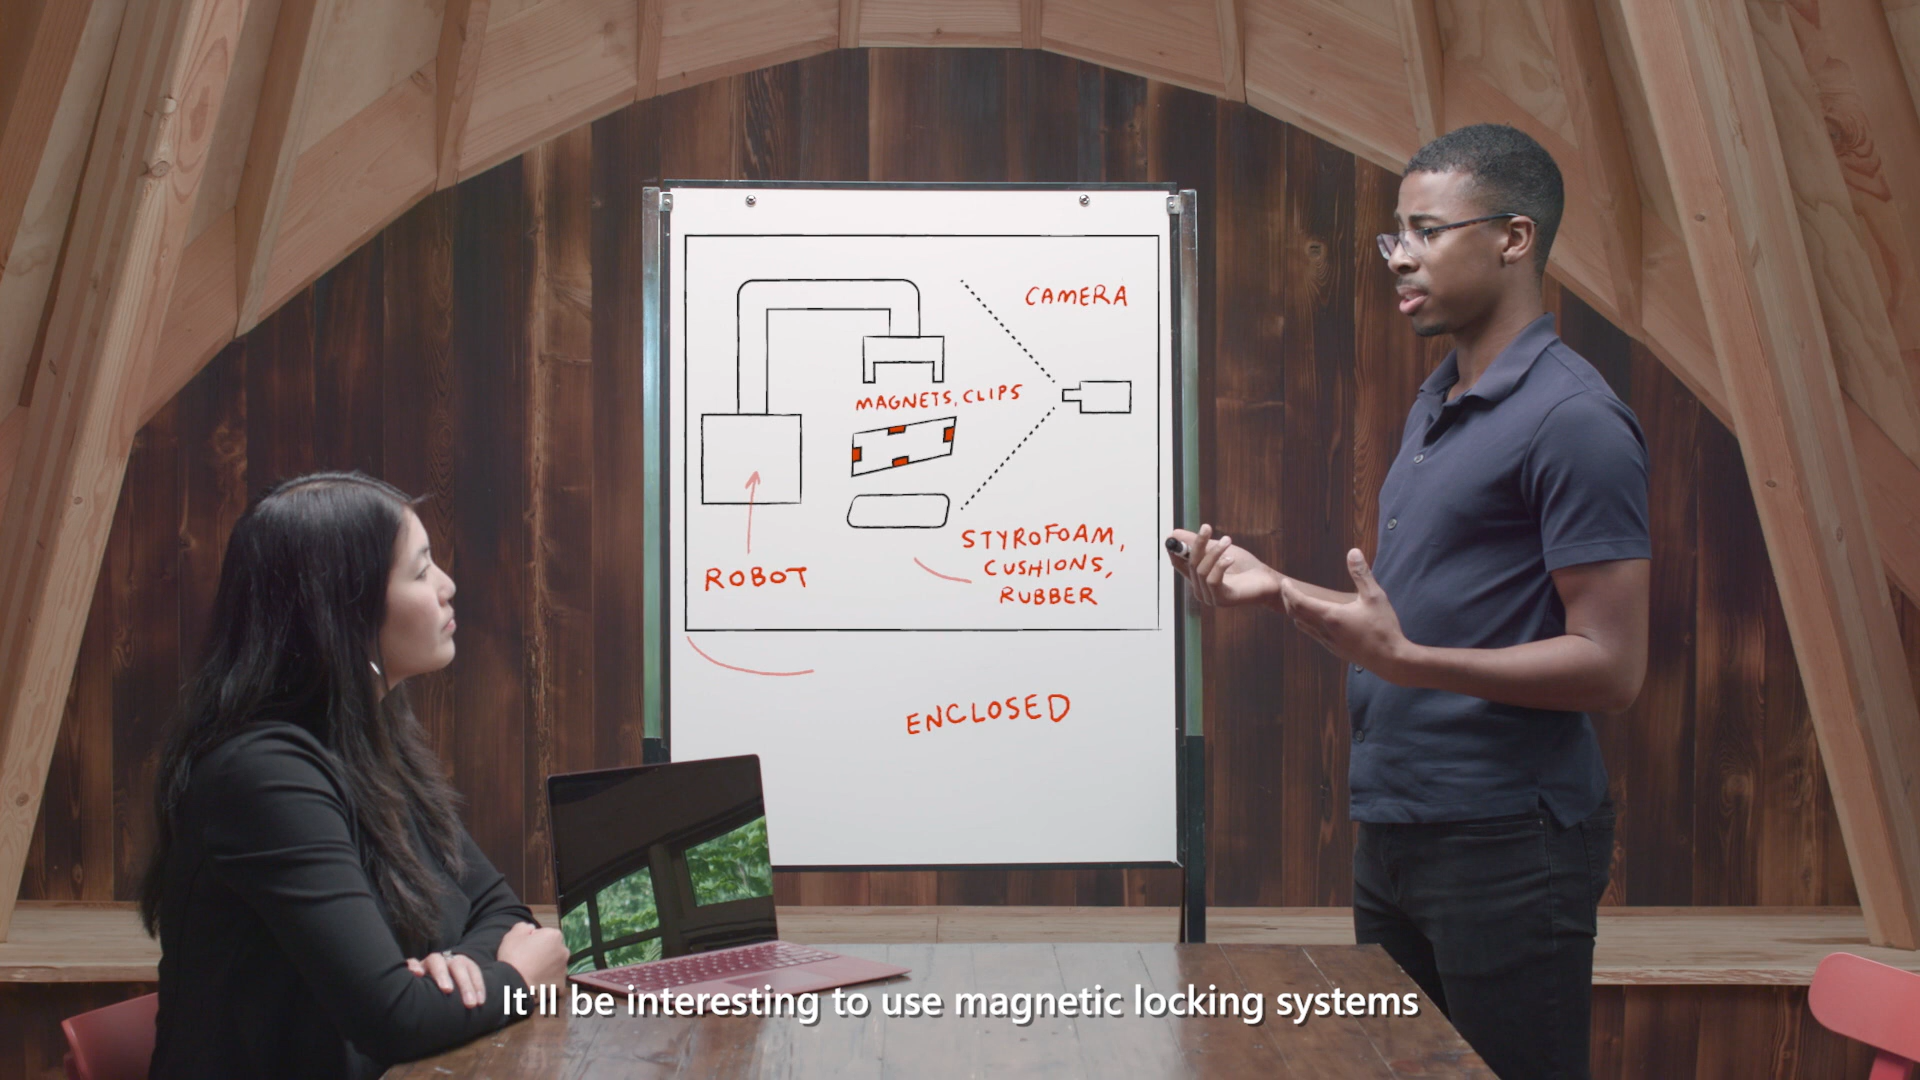 CAMERA
MAGNETS, CLIPS
STYROFOAM,
CUSHIONS,
RUBBER
ROBOT
ENCLOSED
It'll be interesting to use magnetic locking systems